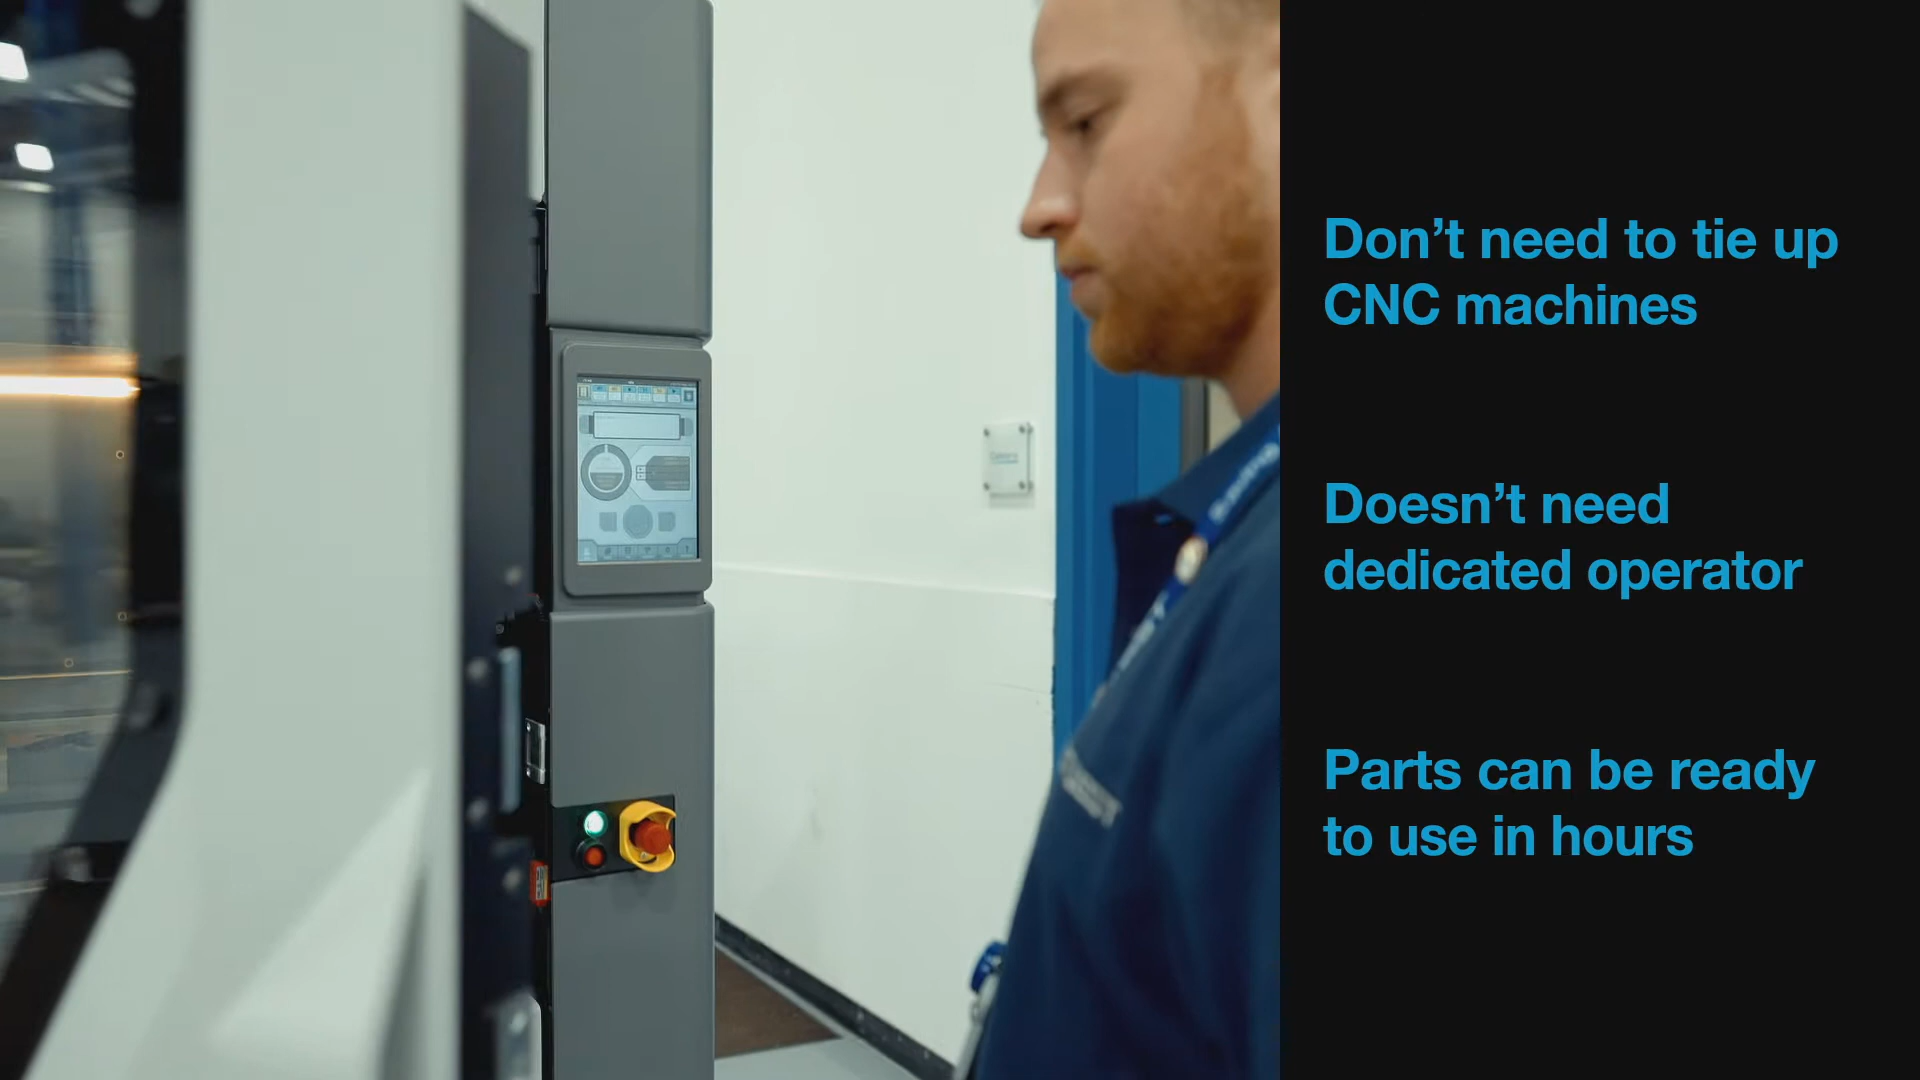 Don’t need to tie up
CNC machines
Doesn’t need
dedicated operator
Parts can be ready
to use in hours